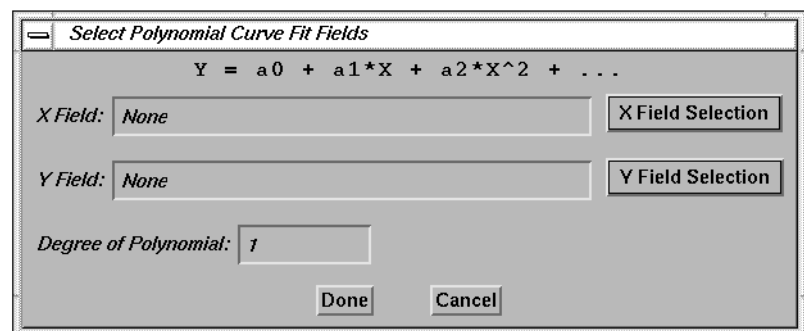 Select Polynomial Curve Fit Fields
Y = a0 + a1*X + a2*X^2 + ...
X Field: None X Field Selection
Y Field: None Y Field Selection
Degree of Polynomial: 1
Done Cancel